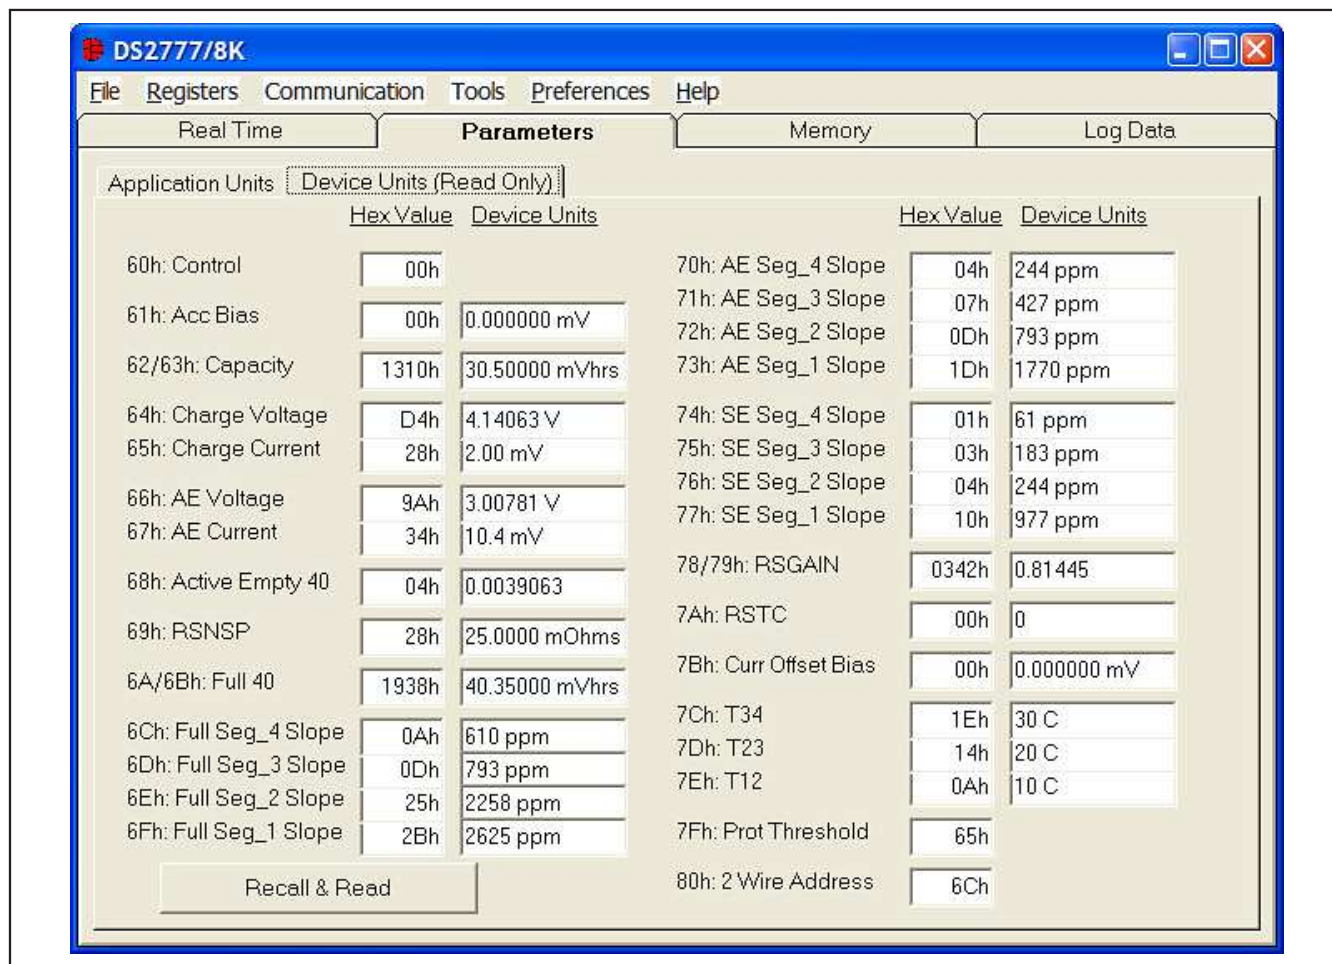 DS2777/8K
File Registers Communication Tools Preferences Help
Real Time Parameters Memory Log Data
Application Units Device Units (Read Only)
Hex Value Device Units
60h: Control 00h
61h: Acc Bias 00h 0.000000 mV
62/63h: Capacity 1310h 30.50000 mVhrs
64h: Charge Voltage D4h 4.14063 V
65h: Charge Current 28h 2.00 mV
66h: AE Voltage 9Ah 3.00781 V
67h: AE Current 34h 10.4 mV
68h: Active Empty 40 04h 0.0039063
69h: RSNSP 28h 25.0000 mOhms
6A/6Bh: Full 40 1938h 40.35000 mVhrs
6Ch: Full Seg_4 Slope 0Ah 610 ppm
6Dh: Full Seg_3 Slope 0Dh 793 ppm
6Eh: Full Seg_2 Slope 25h 2258 ppm
6Fh: Full Seg_1 Slope 2Bh 2625 ppm
Recall & Read
Hex Value Device Units
70h: AE Seg_4 Slope 04h 244 ppm
71h: AE Seg_3 Slope 07h 427 ppm
72h: AE Seg_2 Slope 0Dh 793 ppm
73h: AE Seg_1 Slope 1Dh 1770 ppm
74h: SE Seg_4 Slope 01h 61 ppm
75h: SE Seg_3 Slope 03h 183 ppm
76h: SE Seg_2 Slope 04h 244 ppm
77h: SE Seg_1 Slope 10h 977 ppm
78/79h: RSGAIN 0342h 0.81445
7Ah: RSTC 00h 0
7Bh: Curr Offset Bias 00h 0.000000 mV
7Ch: T34 1Eh 30 C
7Dh: T23 14h 20 C
7Eh: T12 0Ah 10 C
7Fh: Prot Threshold 65h
80h: 2 Wire Address 6Ch